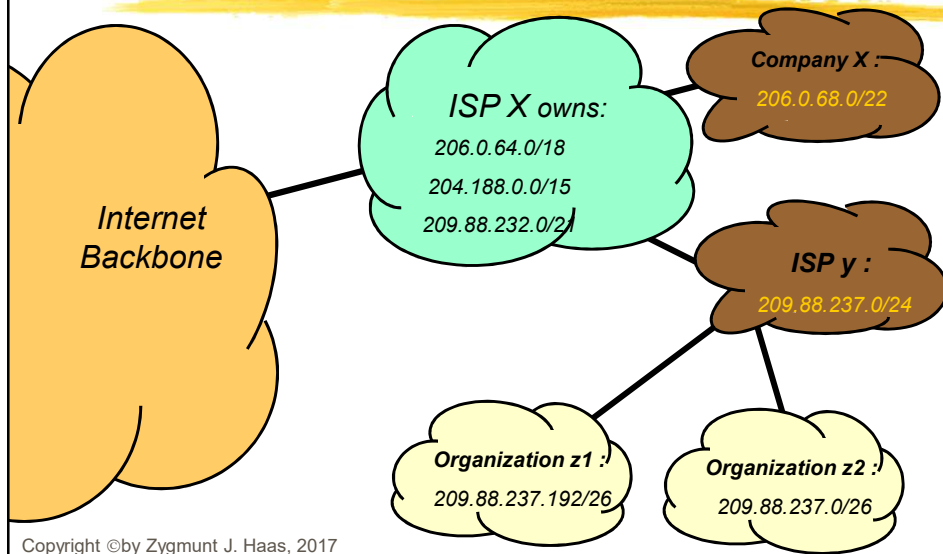 Internet
Backbone
ISP X owns:
206.0.64.0/18
204.188.0.0/15
209.88.232.0/21
Company X :
206.0.68.0/22
ISP y :
209.88.237.0/24
Organization z1 :
209.88.237.192/26
Organization z2 :
209.88.237.0/26
Copyright ©by Zygmunt J. Haas, 2017